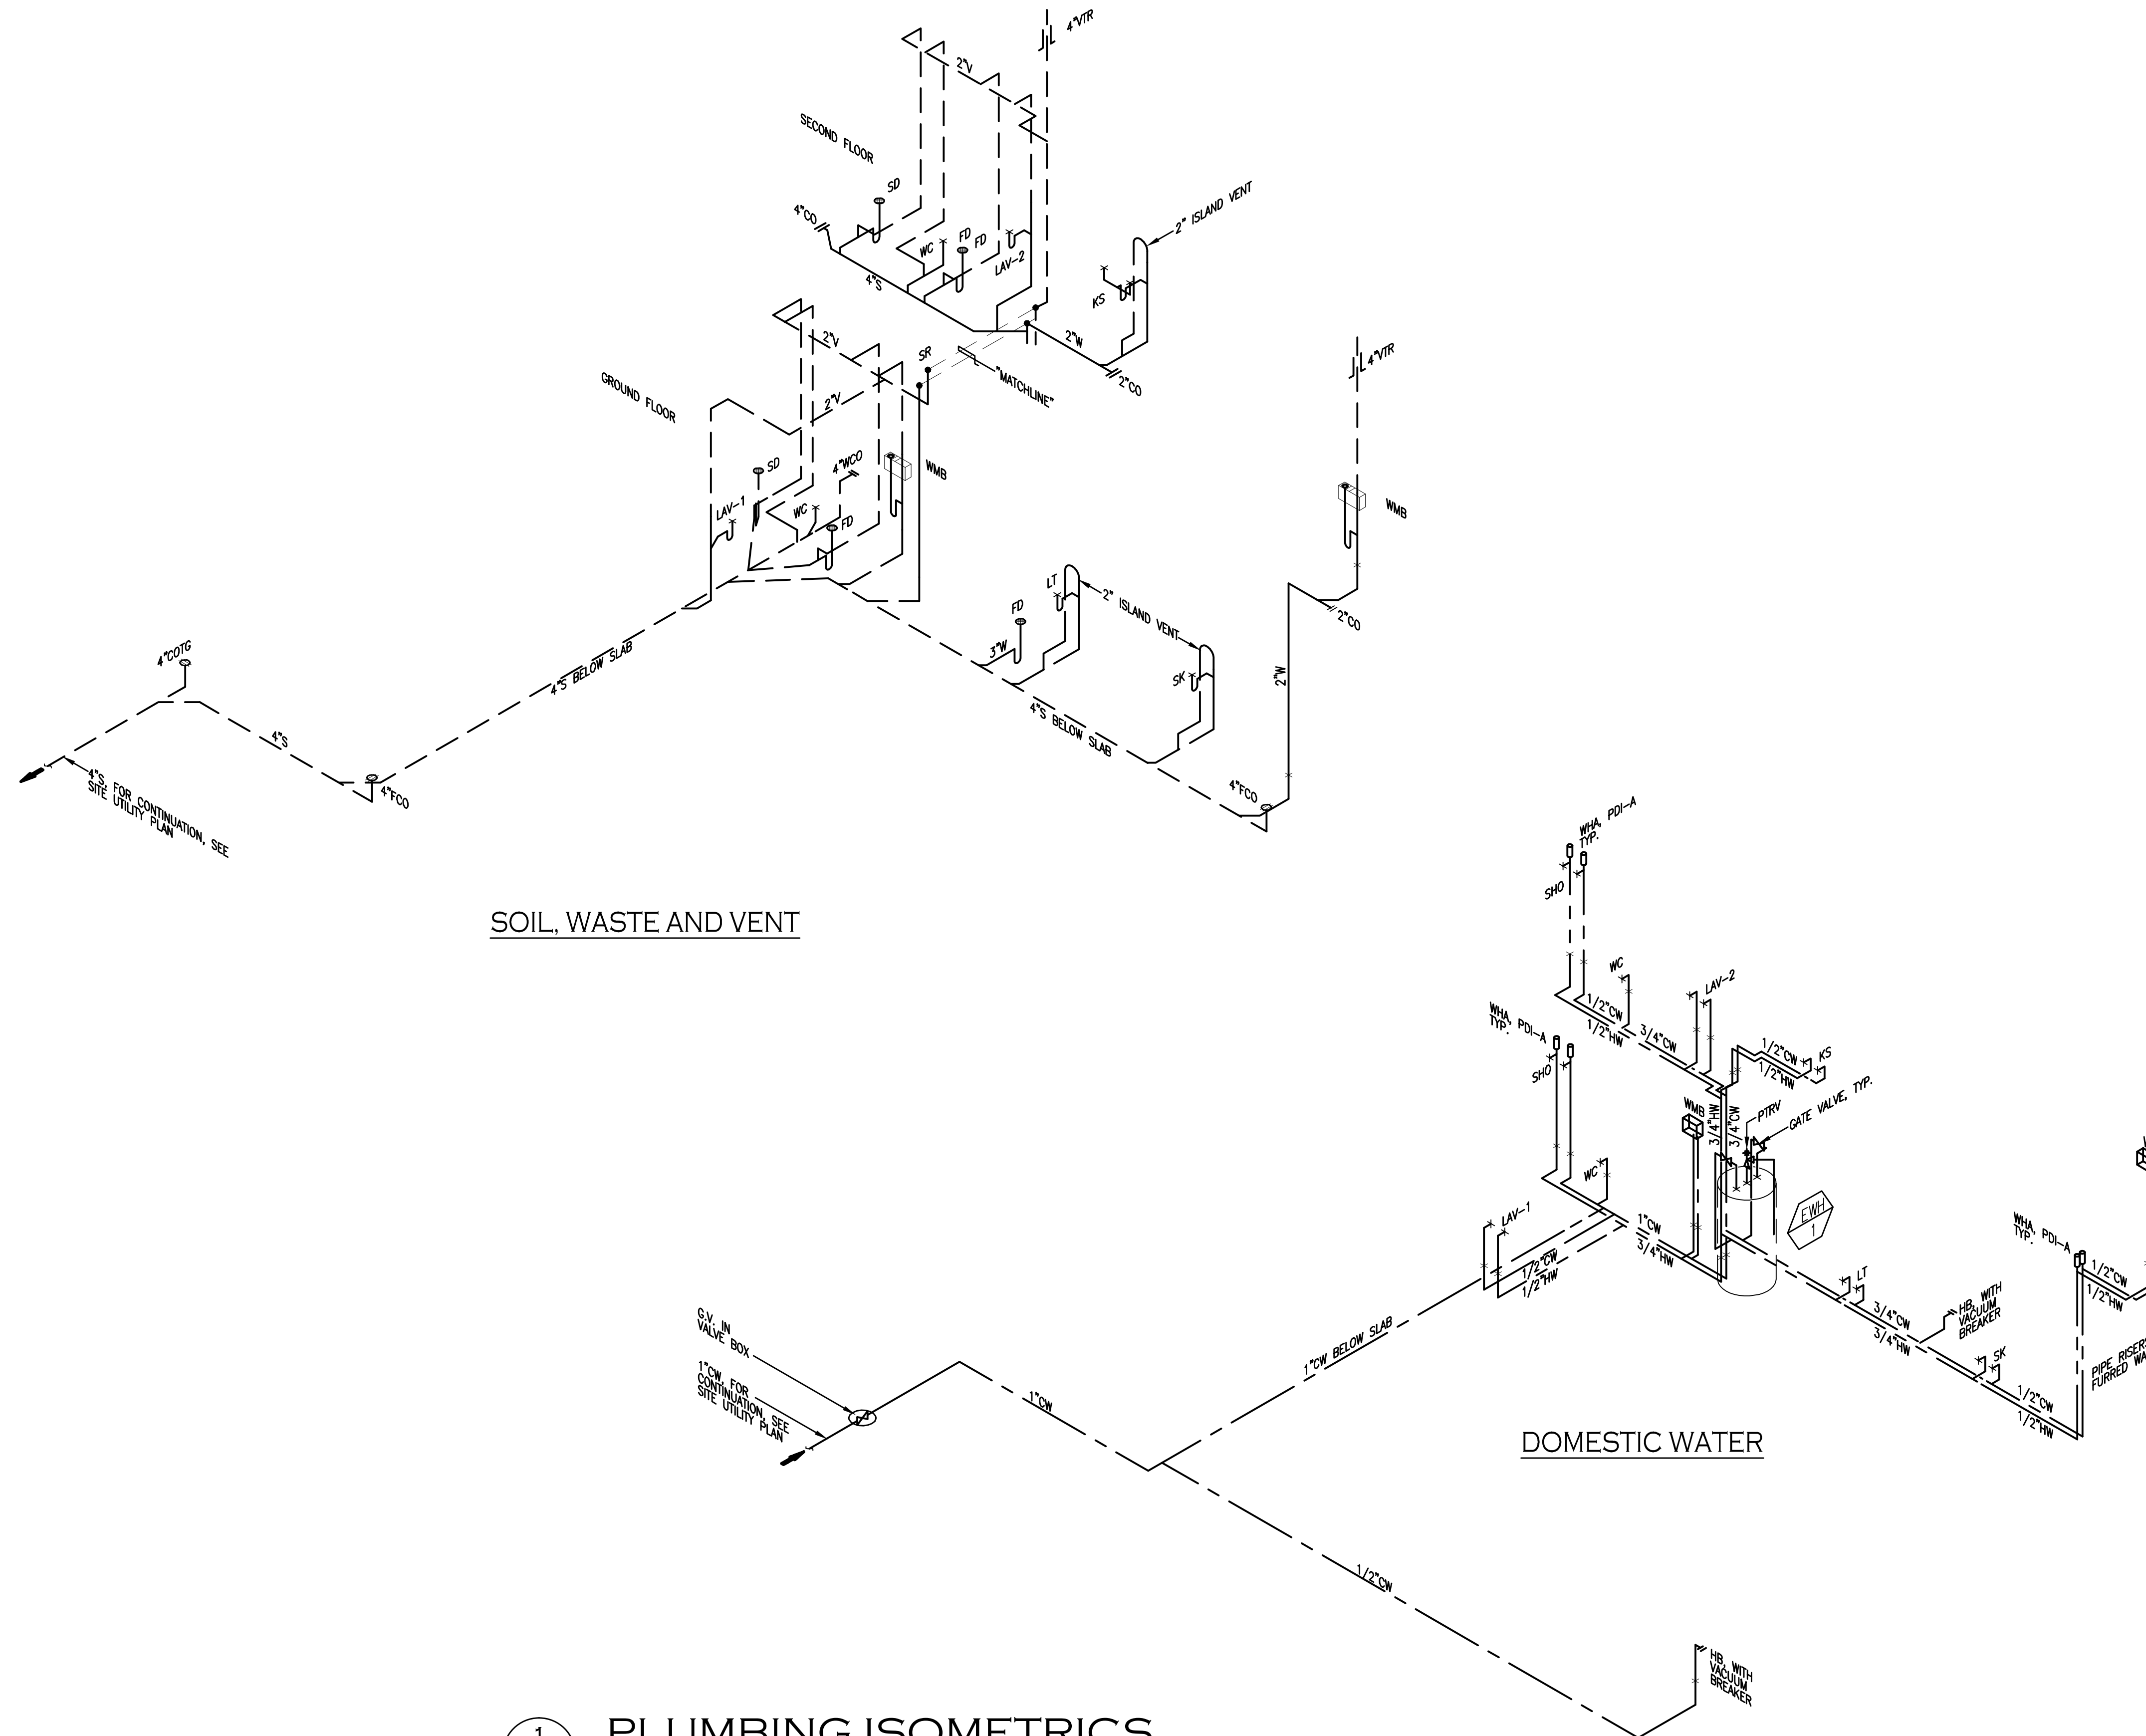 4"VTR
2"V
SECOND FLOOR
SD
4"CO
WC
FD
FD
LAV-2
4"S
2" ISLAND VENT
KS
2"W
2"CO
"MATCHLINE"
SR
2"V
2"V
GROUND FLOOR
4"VTR
SD
4"WCO
WMB
LAV-1
WC
FD
WMB
LT
FD
2" ISLAND VENT
3"W
2"CO
SK
2"W
4"S BELOW SLAB
4"COTG
4"S BELOW SLAB
4"S
4"FCO
4"FCO
4"S, FOR CONTINUATION, SEE
SITE UTILITY PLAN
SOIL, WASTE AND VENT
WHA, PDI-A
TYP.
SHO
WC
LAV-2
1/2"CW
1/2"HW
3/4"CW
WHA, PDI-A
TYP.
SHO
1/2"CW
1/2"HW
KS
WMB
3/4"HW
3/4"CW
PTRV
GATE VALVE, TYP.
WC
LAV-1
EWH
1
1"CW
3/4"HW
1/2"CW
1/2"HW
WHA, PDI-A
TYP.
1/2"CW
1/2"HW
LT
3/4"CW
3/4"HW
HB, WITH
VACUUM
BREAKER
SK
PIPE RISERS
FURRED WA
1/2"CW
1/2"HW
G.V. IN
VALVE BOX
1"CW BELOW SLAB
1"CW, FOR
CONTINUATION, SEE
SITE UTILITY PLAN
1"CW
DOMESTIC WATER
1/2"CW
HB, WITH
VACUUM
BREAKER
1
PLUMBING ISOMETRICS